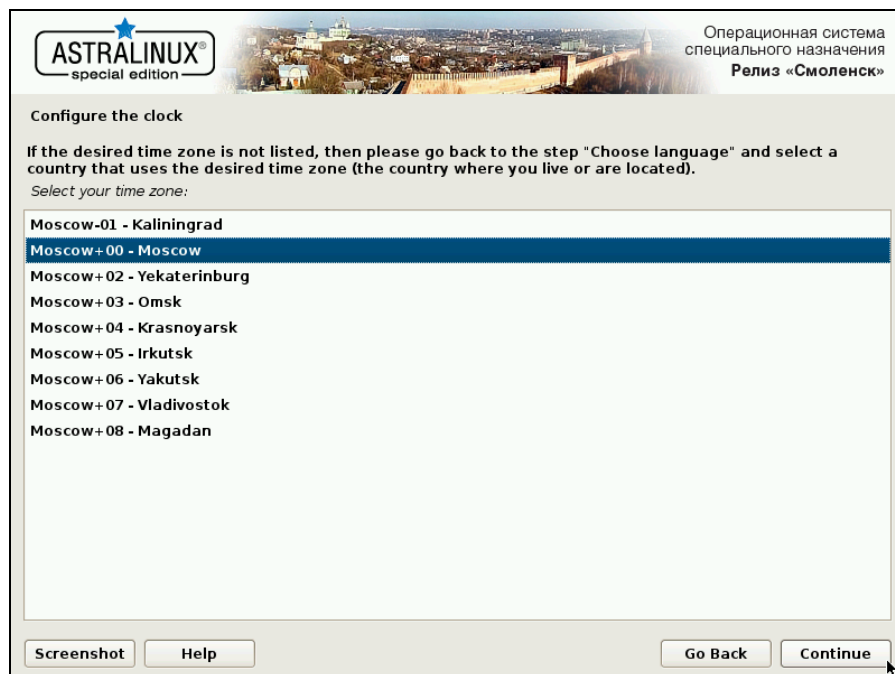 ASTRALINUX®
special edition
Операционная система
специального назначения
Релиз «Смоленск»
Configure the clock
If the desired time zone is not listed, then please go back to the step "Choose language" and select a
country that uses the desired time zone (the country where you live or are located).
Select your time zone:
Moscow-01 - Kaliningrad
Moscow+00 - Moscow
Moscow+02 - Yekaterinburg
Moscow+03 - Omsk
Moscow+04 - Krasnoyarsk
Moscow+05 - Irkutsk
Moscow+06 - Yakutsk
Moscow+07 - Vladivostok
Moscow+08 - Magadan
Screenshot
Help
Go Back
Continue